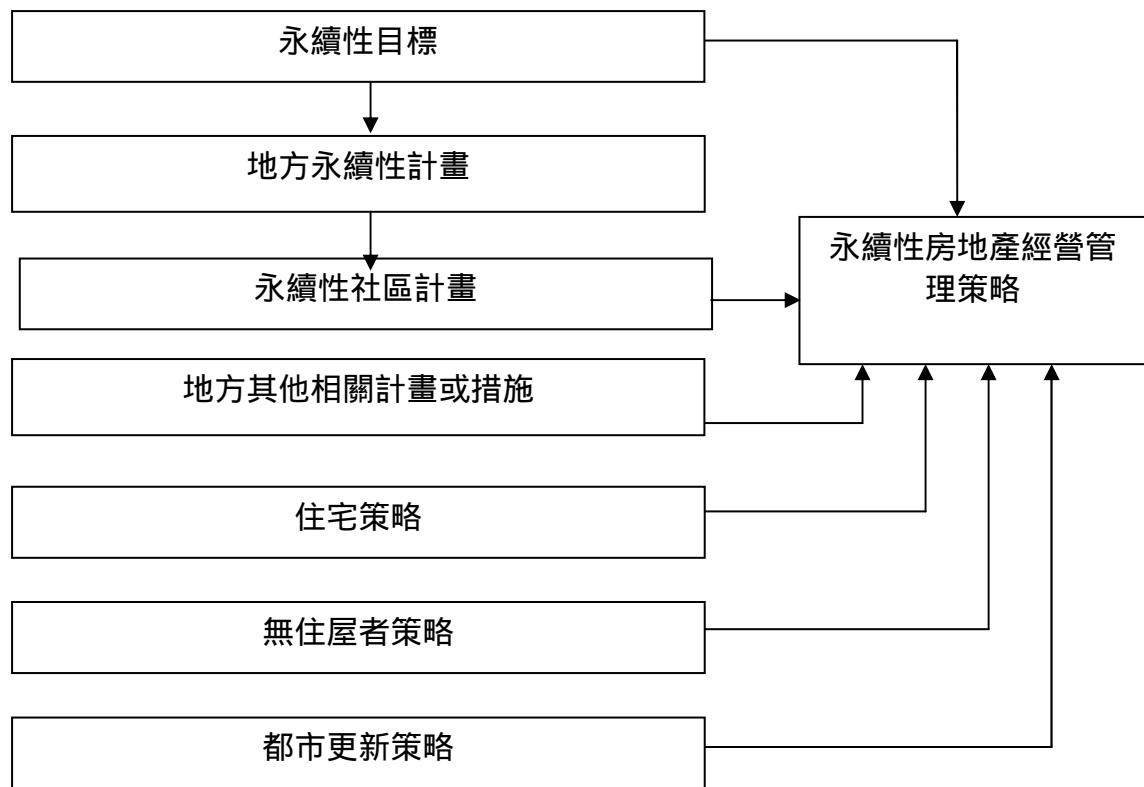 永續性目標
地方永續性計畫
永續性社區計畫
永續性房地產經營管
理策略
地方其他相關計畫或措施
住宅策略
無住屋者策略
都市更新策略